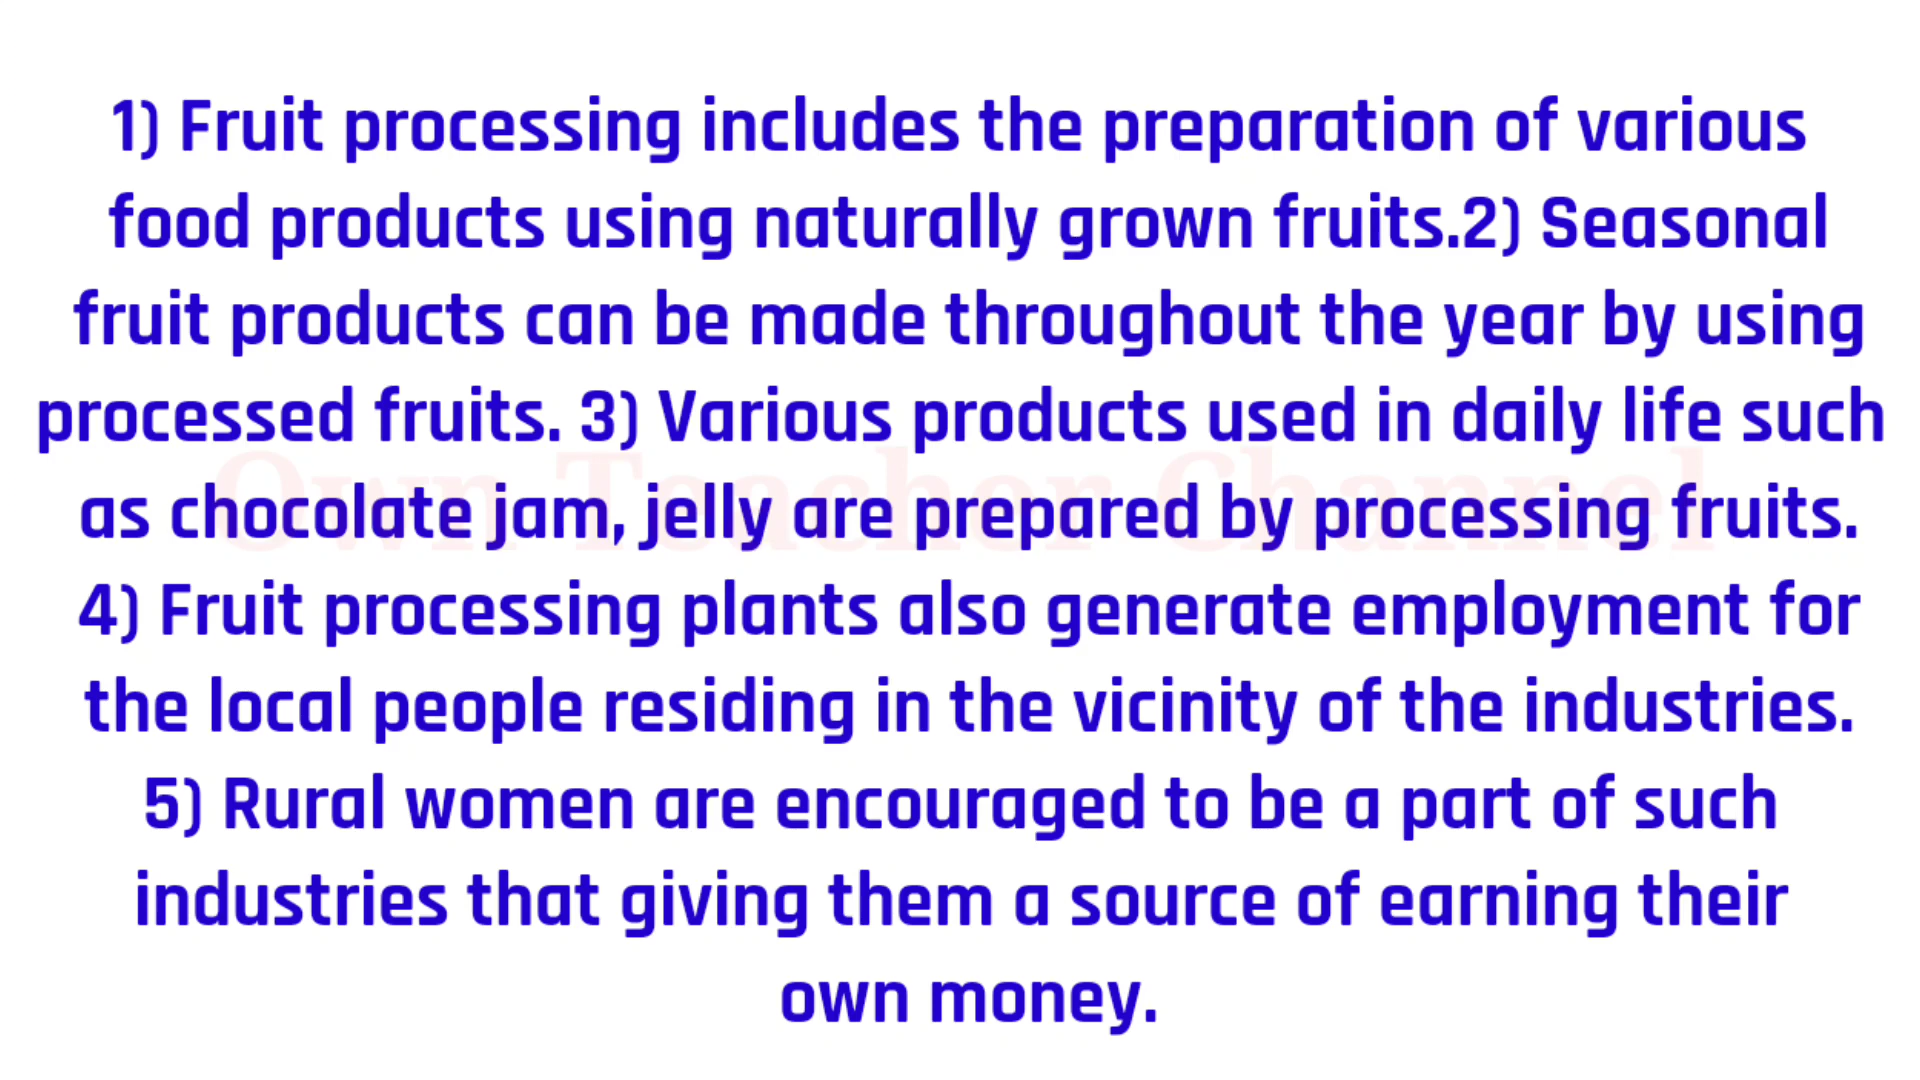 1) Fruit processing includes the preparation of various
food products using naturally grown fruits.2) Seasonal
fruit products can be made throughout the year by using
processed fruits. 3) Various products used in daily life such
Own Teacher Channel
as chocolate jam, jelly are prepared by processing fruits.
4) Fruit processing plants also generate employment for
the local people residing in the vicinity of the industries.
5) Rural women are encouraged to be a part of such
industries that giving them a source of earning their
own money.